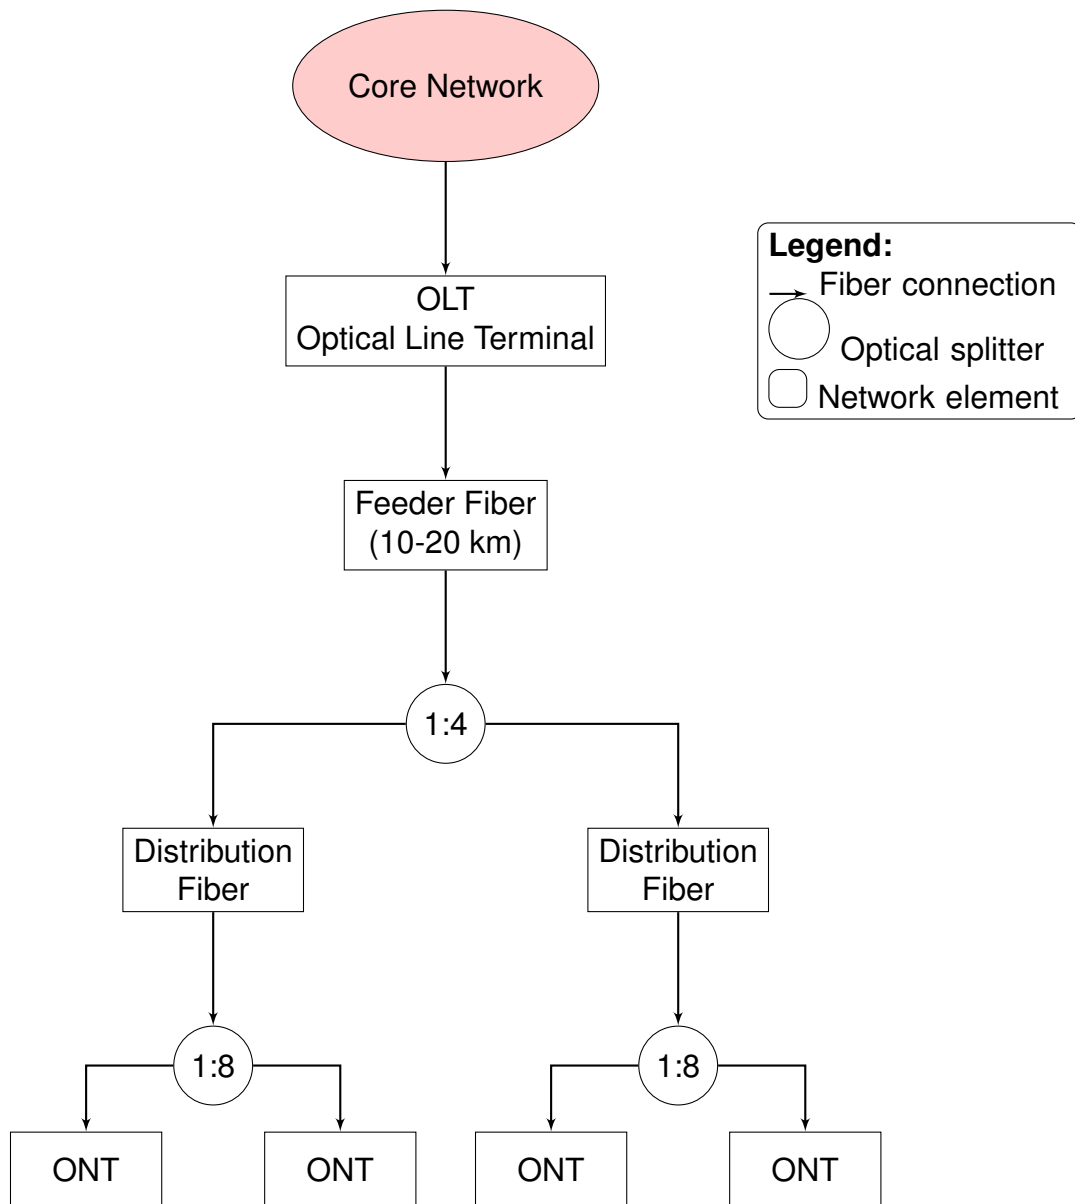 Core Network
OLT
Optical Line Terminal
Legend:
Fiber connection
Optical splitter
Network element
Feeder Fiber
(10-20 km)
1:4
Distribution
Fiber
Distribution
Fiber
1:8
1:8
ONT
ONT
ONT
ONT